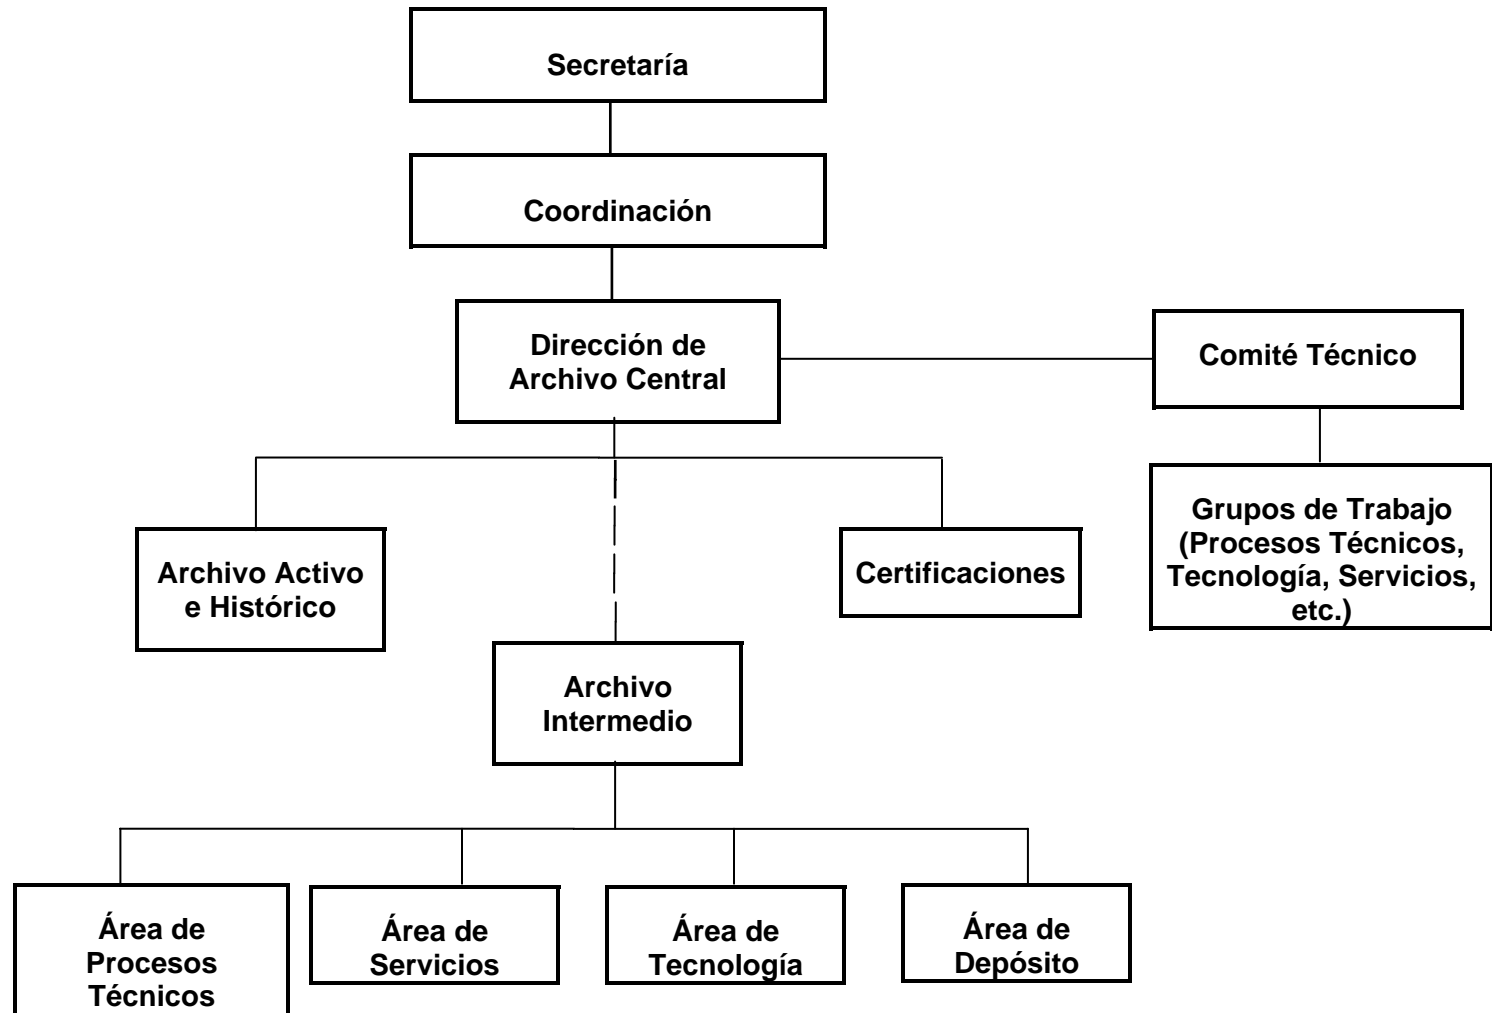 Secretaría
Coordinación
Dirección de
Archivo Central
Comité Técnico
Grupos de Trabajo
(Procesos Técnicos,
Tecnología, Servicios,
etc.)
Archivo Activo
e Histórico
Certificaciones
Archivo
Intermedio
Área de
Procesos
Técnicos
Área de
Servicios
Área de
Tecnología
Área de
Depósito